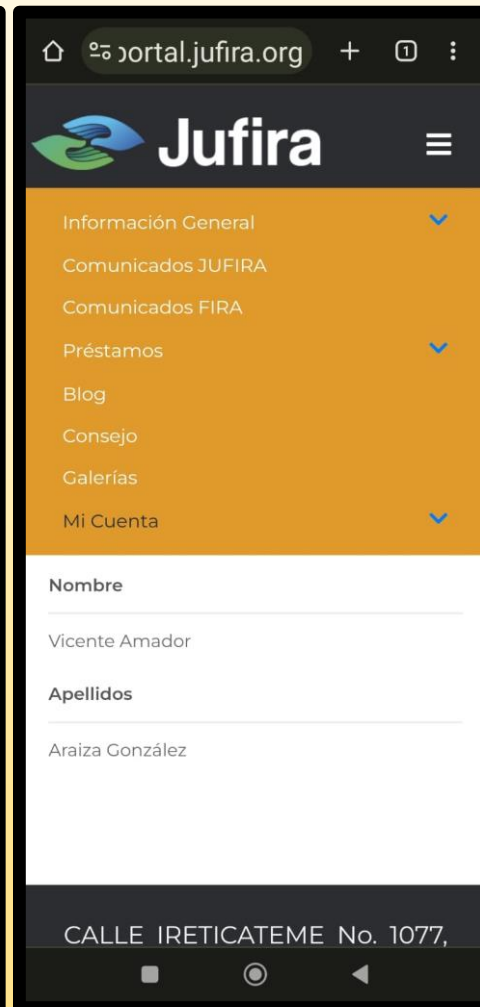 portal.jufira.org
1
Jufira
Información General
Comunicados JUFIRA
Comunicados FIRA
Préstamos
Blog
Consejo
Galerías
Mi Cuenta
Nombre
Vicente Amador
Apellidos
Araiza González
CALLE IRETICATEME No. 1077,